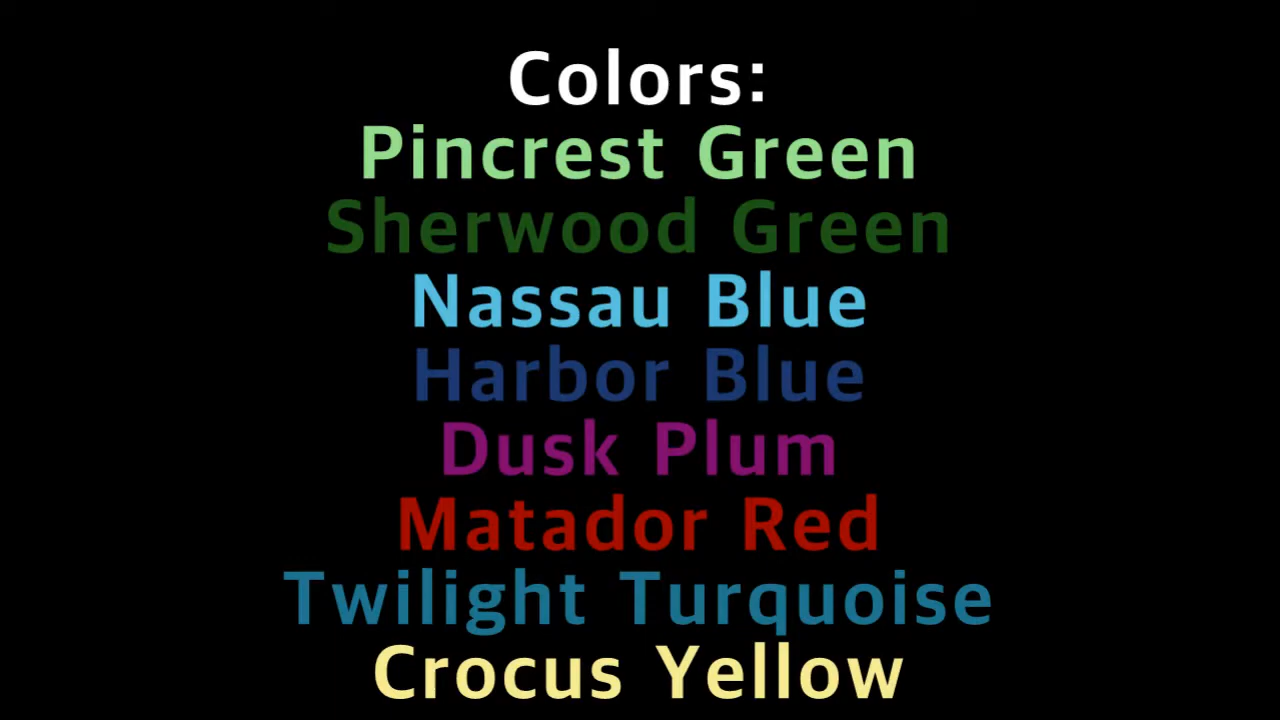 Colors:
Pincrest Green
Sherwood Green
Nassau Blue
Harbor Blue
Dusk Plum
Matador Red
Twilight Turquoise
Crocus Yellow